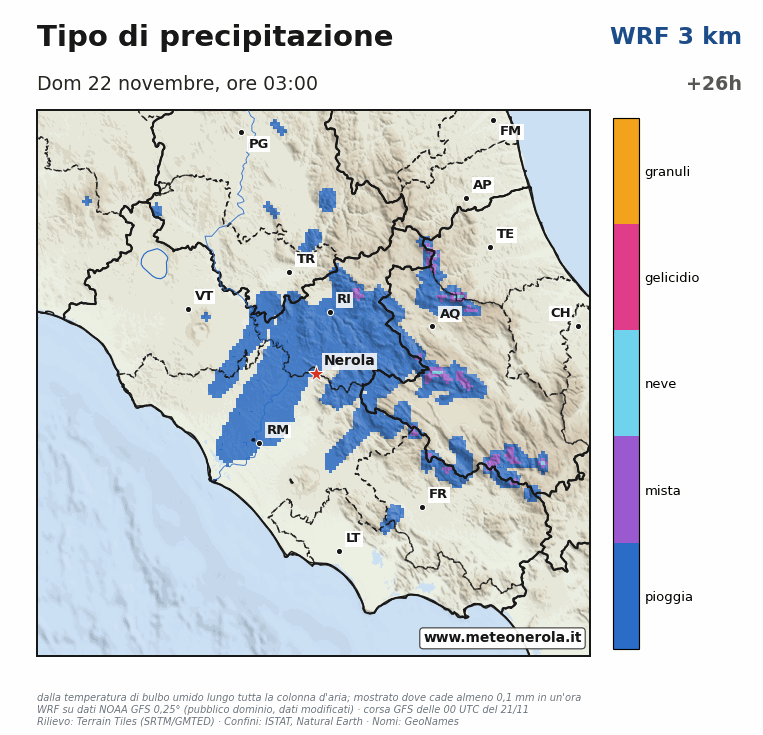 Tipo di precipitazione
WRF 3 km
Dom 22 novembre, ore 03:00
+26h
FM
PG
AP
TE
TR
VT
RI
AQ
CH
Nerola
RM
FR
LT
www.meteonerola.it
granuli
gelicidio
neve
mista
pioggia
dalla temperatura di bulbo umido lungo tutta la colonna d'aria; mostrato dove cade almeno 0,1 mm in un'ora
WRF su dati NOAA GFS 0,25° (pubblico dominio, dati modificati) · corsa GFS delle 00 UTC del 21/11
Rilievo: Terrain Tiles (SRTM/GMTED) · Confini: ISTAT, Natural Earth · Nomi: GeoNames